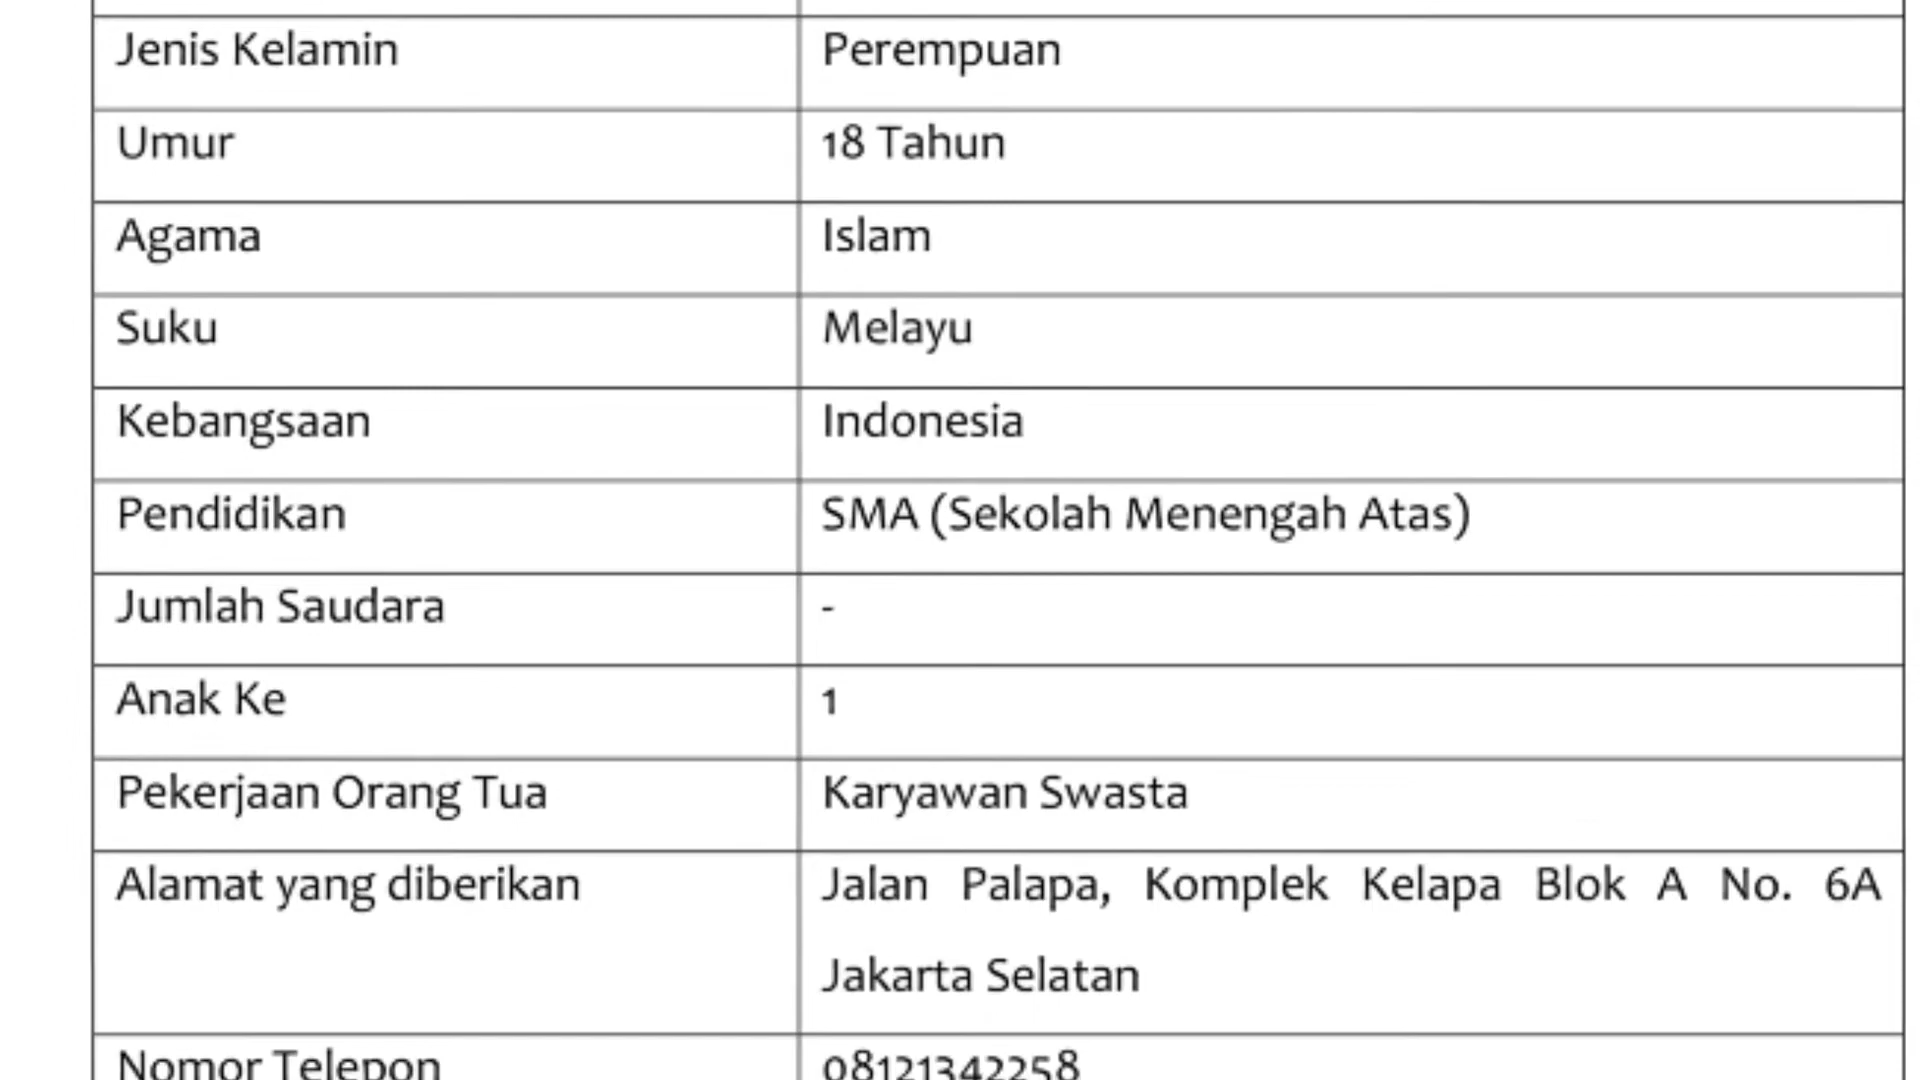 Jenis Kelamin Perempuan
Umur 18 Tahun
Agama Islam
Suku Melayu
Kebangsaan Indonesia
Pendidikan SMA (Sekolah Menengah Atas)
Jumlah Saudara -
Anak Ke 1
Pekerjaan Orang Tua Karyawan Swasta
Alamat yang diberikan Jalan Palapa, Komplek Kelapa Blok A No. 6A
Jakarta Selatan
Nomor Telepon 08121342258